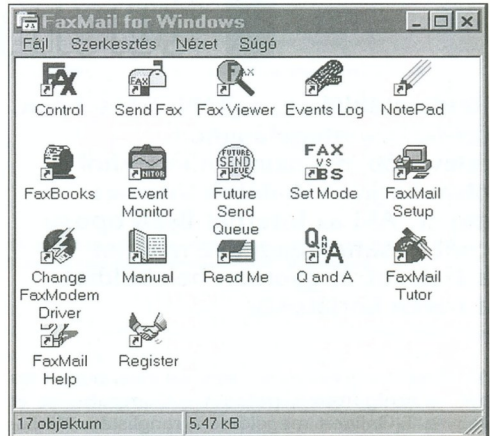 FaxMail for Windows
Fájl Szerkesztés Nézet Súgó
FAX
Control
FAX
Send Fax
FAX
Fax Viewer
Events Log
NotePad
FaxBooks
MITOR
Event
Monitor
FUTURE
SEND
QUEUE
Future
Send
Queue
FAX
VS
BS
Set Mode
FaxMail
Setup
Change
FaxModem
Driver
Manual
Read Me
Q AND A
Q and A
FaxMail
Tutor
FaxMail
Help
Register
17 objektum
5,47 kB